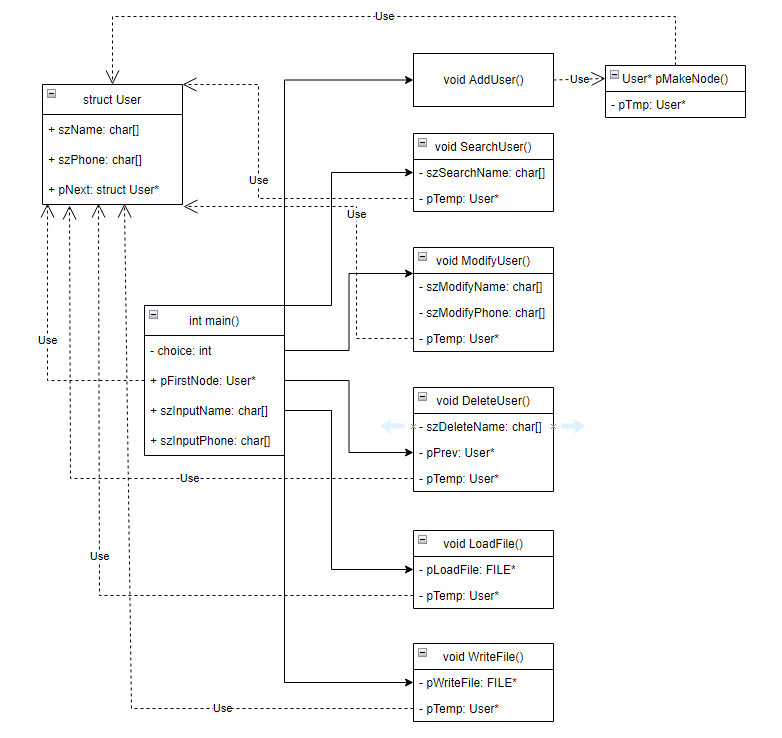 Use
void AddUser()
Use
User* pMakeNode()
- pTmp: User*
struct User
+ szName: char[]
+ szPhone: char[]
+ pNext: struct User*
void SearchUser()
- szSearchName: char[]
- pTemp: User*
Use
Use
void ModifyUser()
- szModifyName: char[]
- szModifyPhone: char[]
- pTemp: User*
int main()
- choice: int
+ pFirstNode: User*
+ szInputName: char[]
+ szInputPhone: char[]
Use
void DeleteUser()
- szDeleteName: char[]
- pPrev: User*
- pTemp: User*
Use
Use
void LoadFile()
- pLoadFile: FILE*
- pTemp: User*
void WriteFile()
- pWriteFile: FILE*
- pTemp: User*
Use